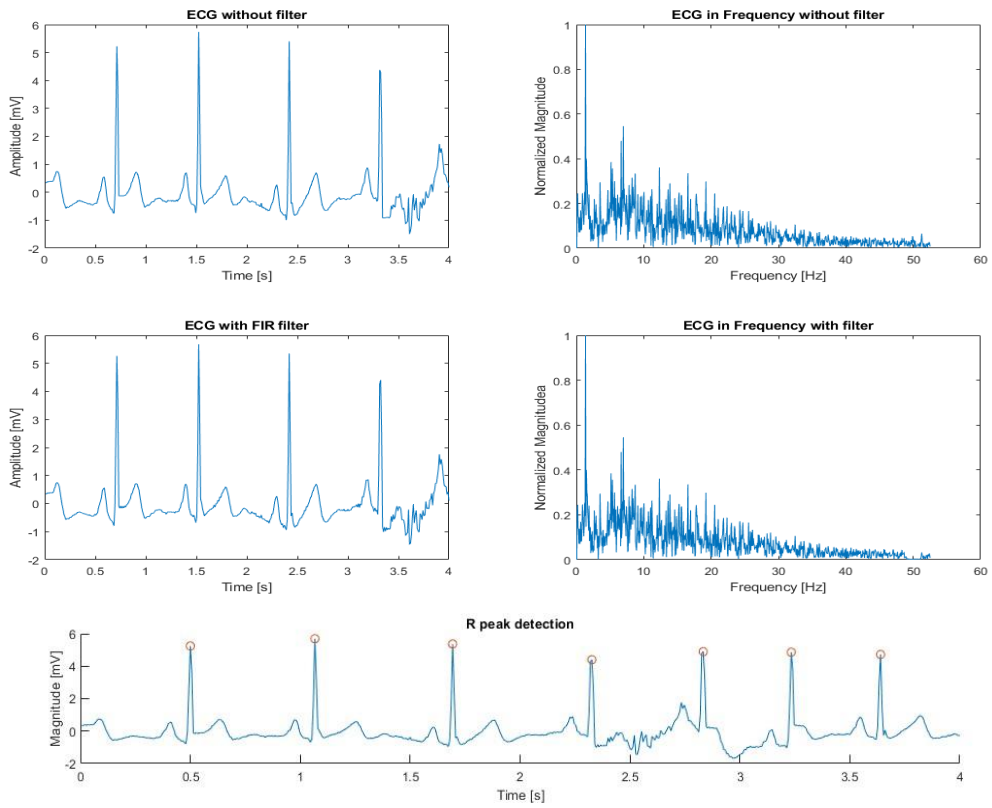 ECG without filter
Amplitude [mV]
6
5
4
3
2
1
0
-1
-2
0 0.5 1 1.5 2 2.5 3 3.5 4
Time [s]
ECG in Frequency without filter
Normalized Magnitude
1
0.8
0.6
0.4
0.2
0
0 10 20 30 40 50 60
Frequency [Hz]
ECG with FIR filter
Amplitude [mV]
6
5
4
3
2
1
0
-1
-2
0 0.5 1 1.5 2 2.5 3 3.5 4
Time [s]
ECG in Frequency with filter
Normalized Magnitudea
1
0.8
0.6
0.4
0.2
0
0 10 20 30 40 50 60
Frequency [Hz]
R peak detection
Magnitude [mV]
6
4
2
0
-2
0 0.5 1 1.5 2 2.5 3 3.5 4
Time [s]